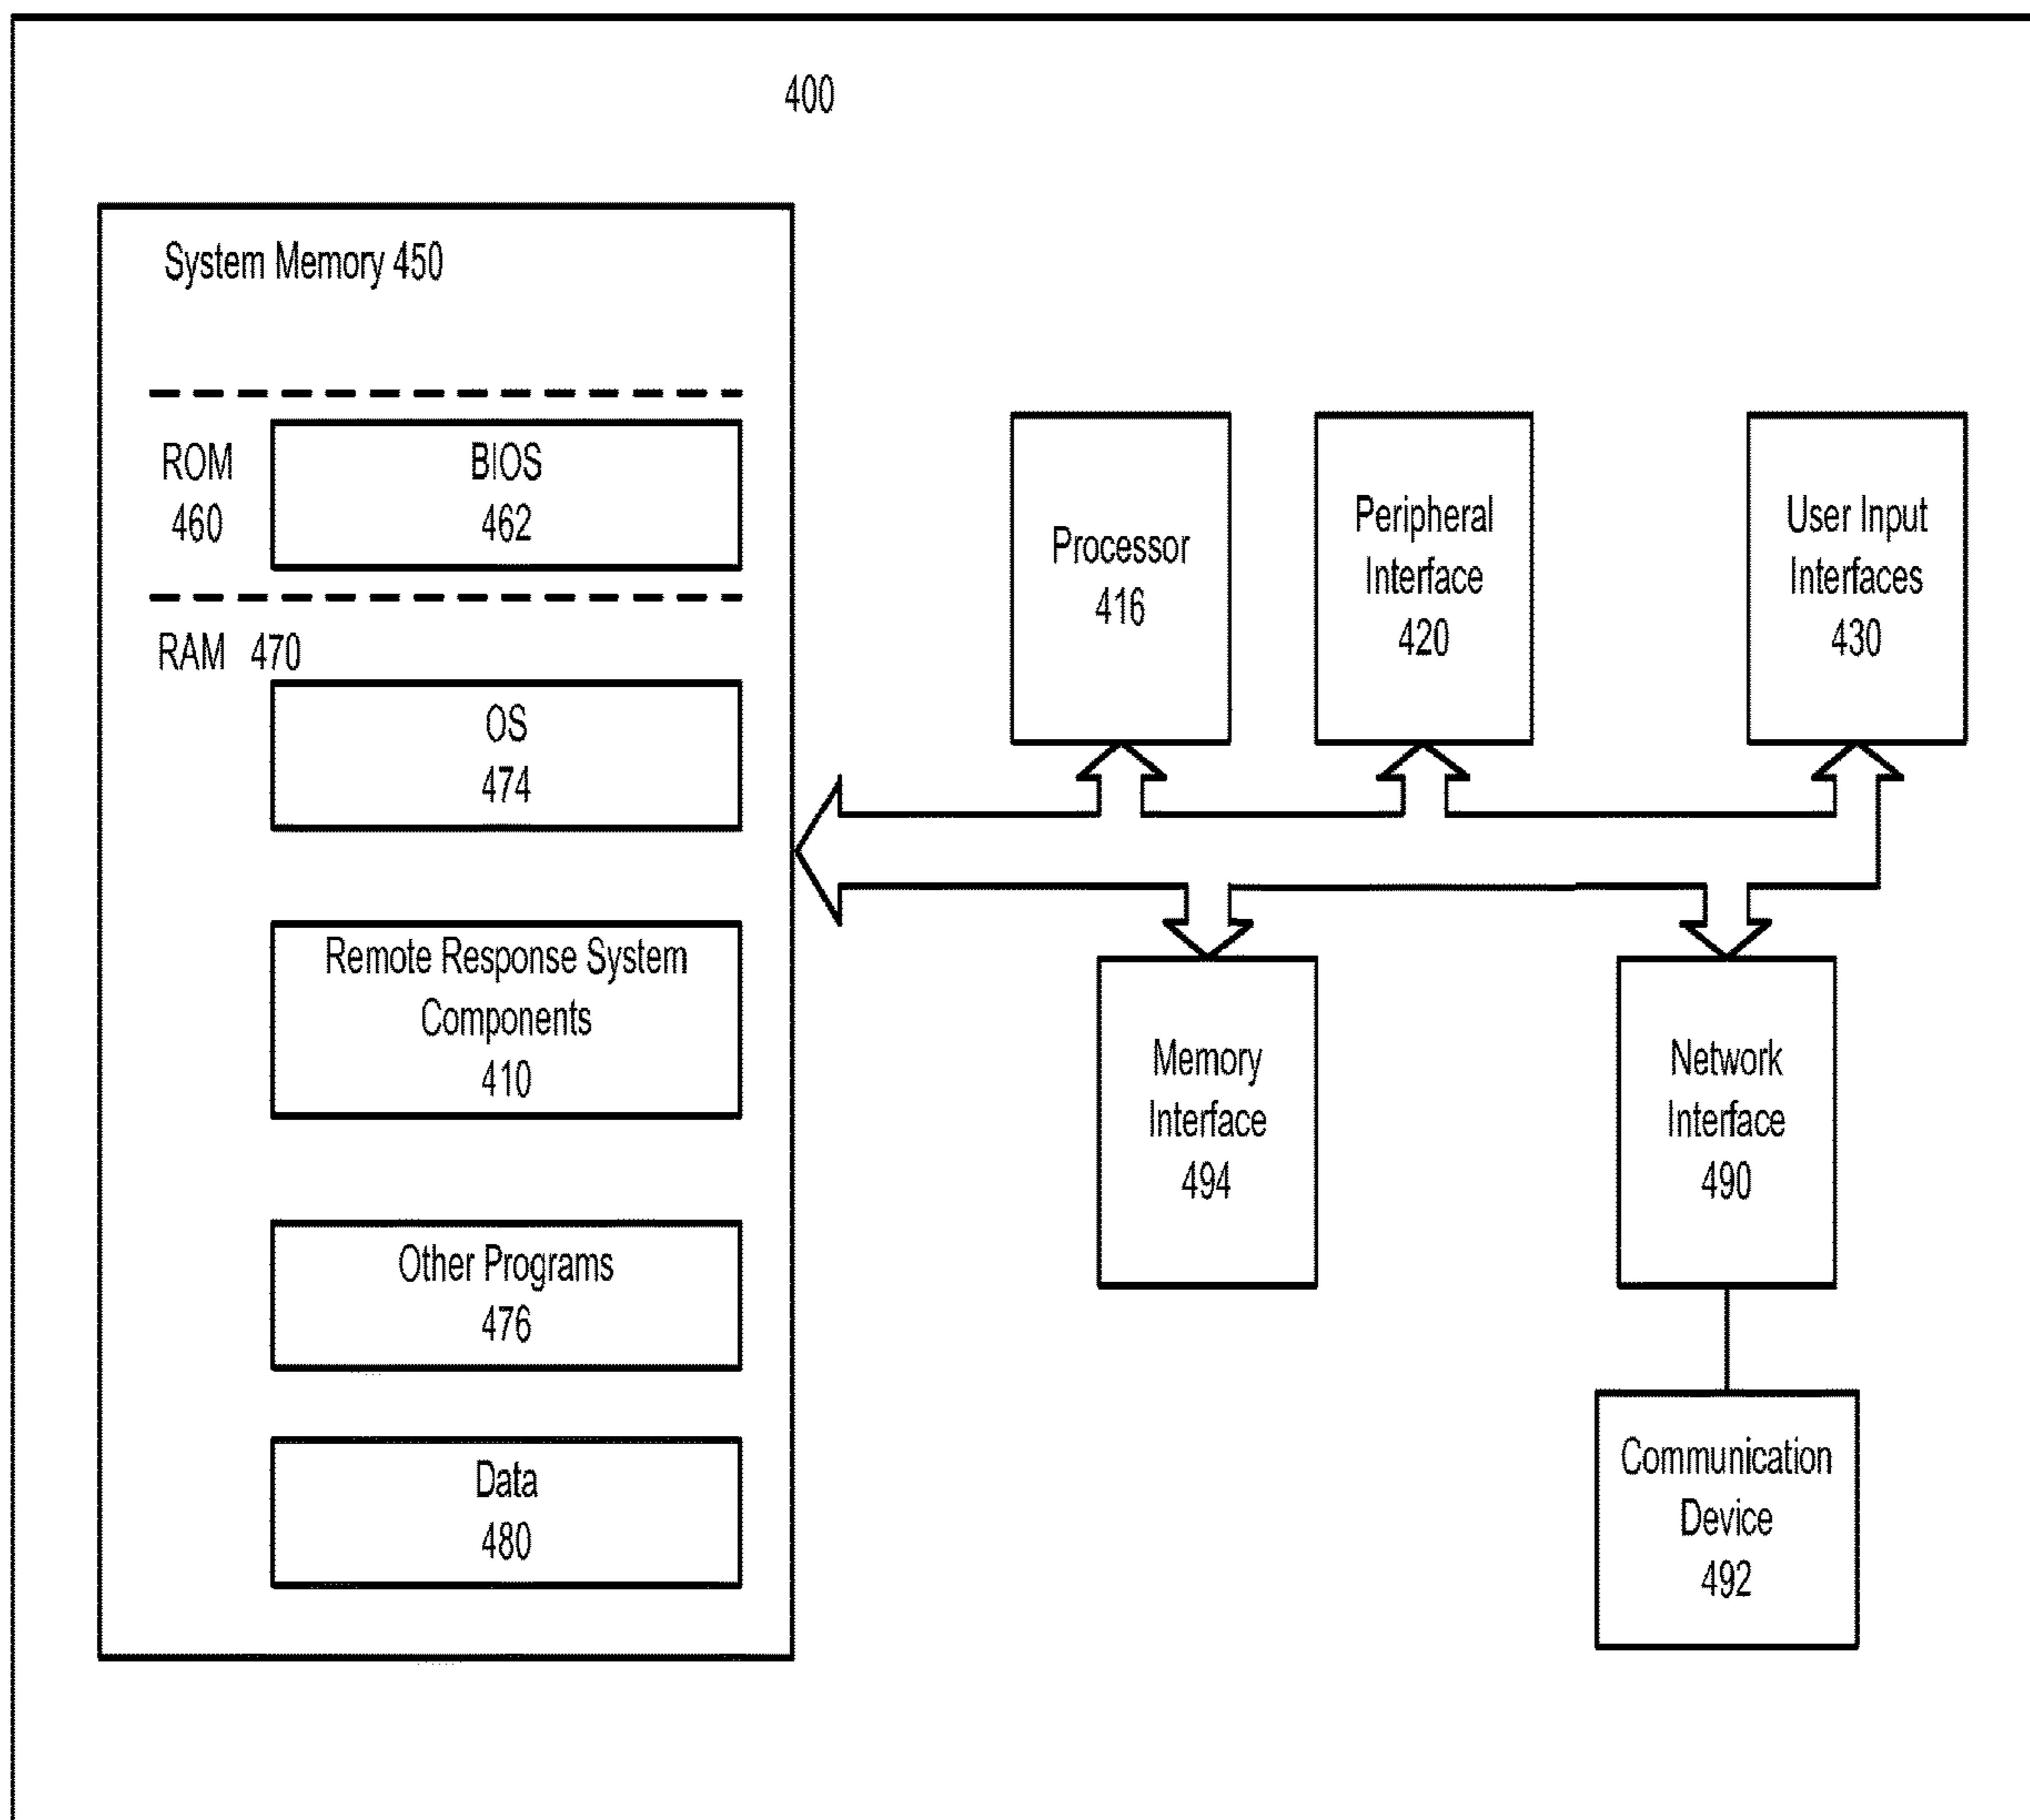 400
System Memory 450
ROM
460
BIOS
462
RAM 470
OS
474
Remote Response System
Components
410
Other Programs
476
Data
480
Processor
416
Peripheral
Interface
420
User Input
Interfaces
430
Memory
Interface
494
Network
Interface
490
Communication
Device
492